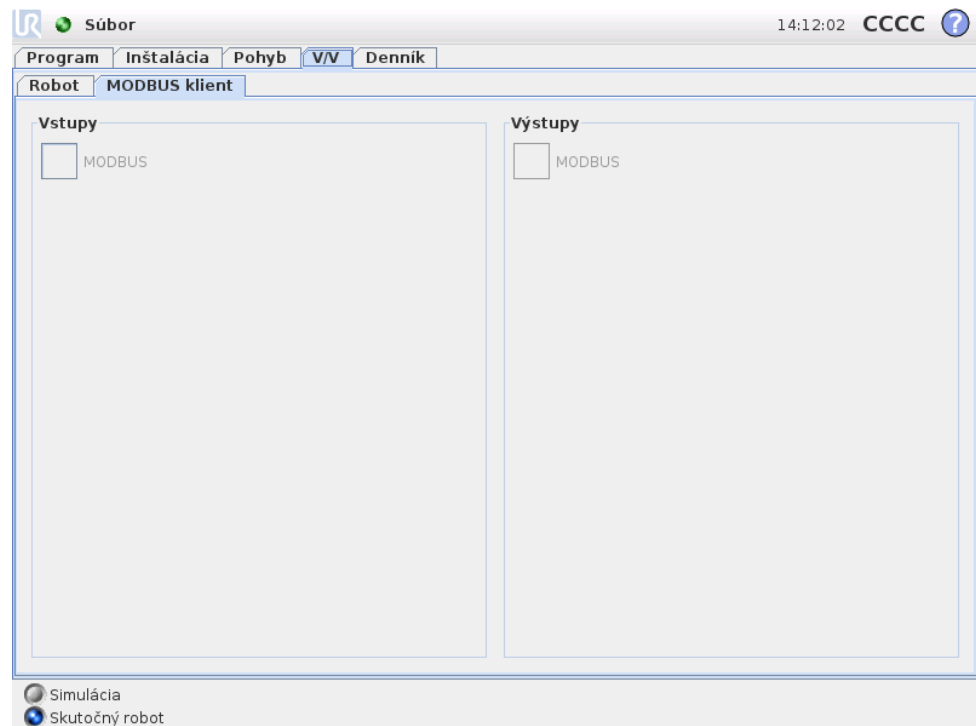 UR Súbor 14:12:02 CCCC ?
Program Inštalácia Pohyb V/V Denník
Robot MODBUS klient
Vstupy Výstupy
MODBUS MODBUS
Simulácia
Skutočný robot